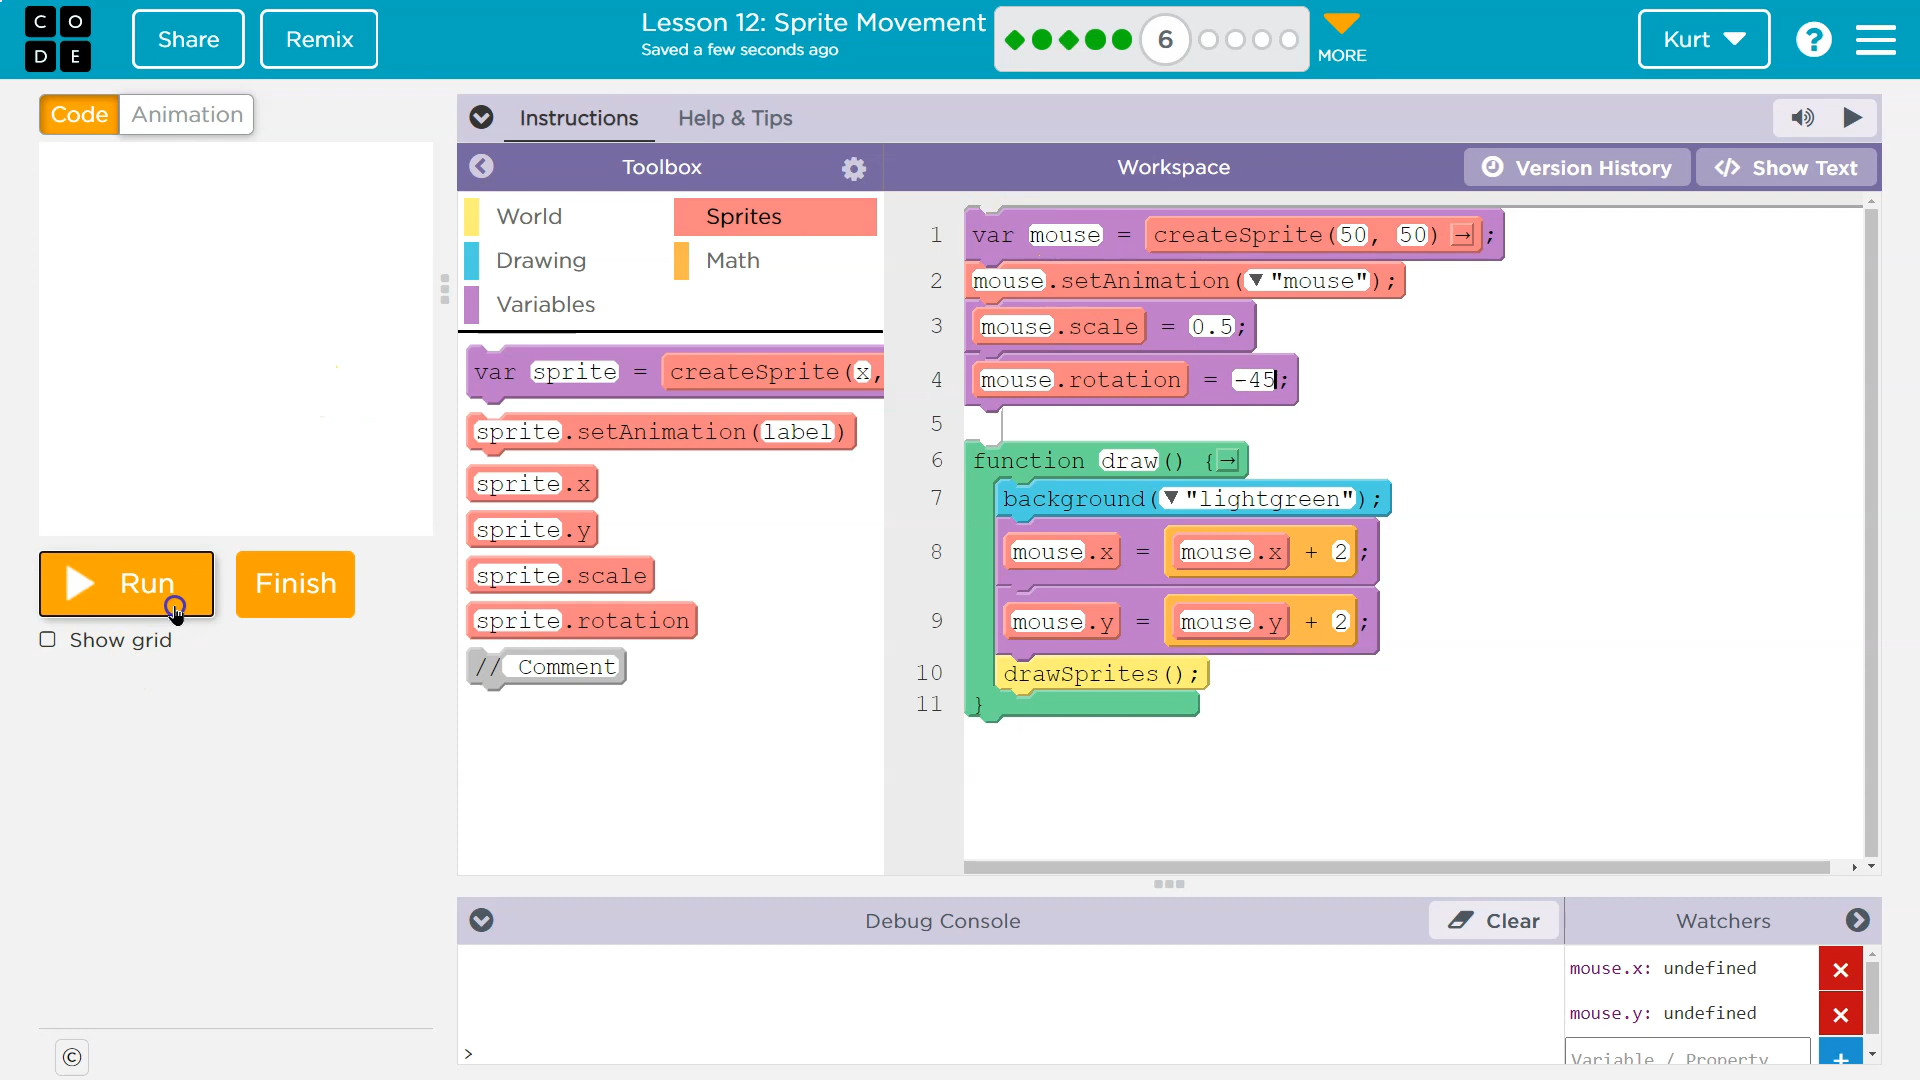 C O
D E
Share
Remix
Lesson 12: Sprite Movement
Saved a few seconds ago
6
MORE
Kurt
?
Code
Animation
Instructions
Help & Tips
Toolbox
Workspace
Version History
</> Show Text
World
Sprites
Drawing
Math
Variables
var sprite = createSprite(x,
sprite.setAnimation(label)
sprite.x
sprite.y
sprite.scale
sprite.rotation
// Comment
1 var mouse = createSprite(50, 50) → ;
2 mouse.setAnimation(▼ "mouse");
3 mouse.scale = 0.5;
4 mouse.rotation = -45;
5
6 function draw() { →
7 background(▼ "lightgreen");
8 mouse.x = mouse.x + 2;
9 mouse.y = mouse.y + 2;
10 drawSprites();
11 }
Run
Finish
Show grid
©
Debug Console
Clear
Watchers
mouse.x: undefined
mouse.y: undefined
Variable / Property
>